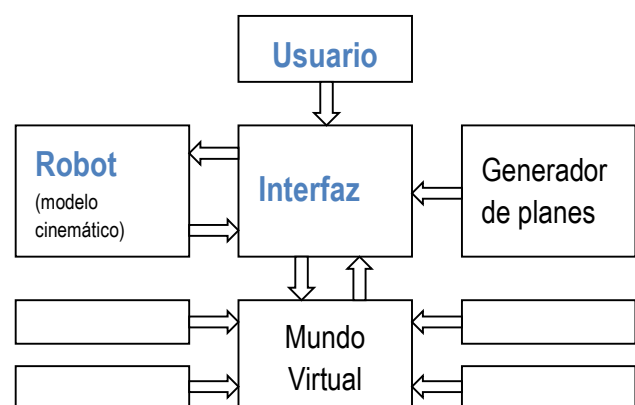 Usuario
Robot
(modelo
cinemático)
Interfaz
Generador
de planes
Mundo
Virtual